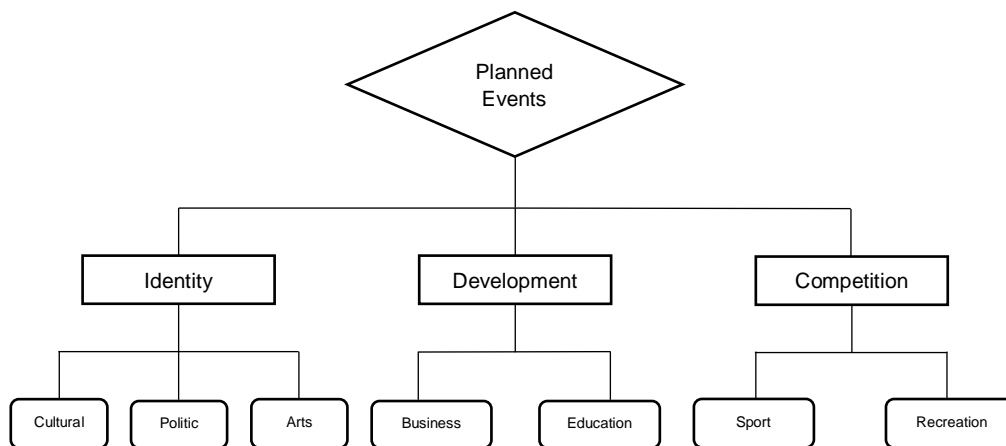 Planned
Events
Identity
Development
Competition
Cultural
Politic
Arts
Business
Education
Sport
Recreation